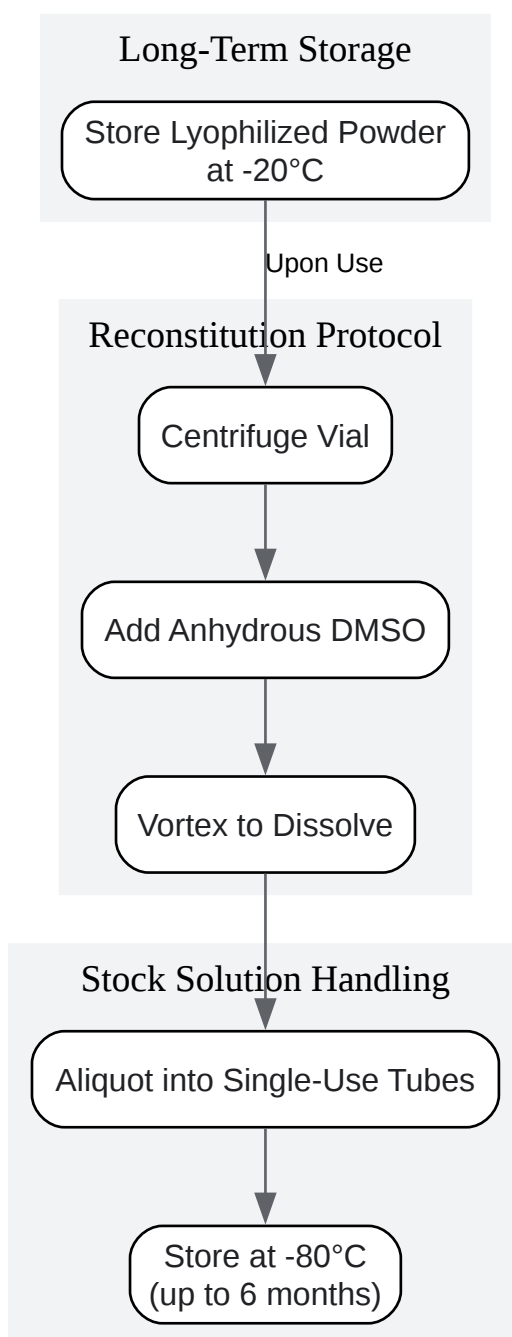 Long-Term Storage
Store Lyophilized Powder
at -20°C
Upon Use
Reconstitution Protocol
Centrifuge Vial
Add Anhydrous DMSO
Vortex to Dissolve
Stock Solution Handling
Aliquot into Single-Use Tubes
Store at -80°C
(up to 6 months)